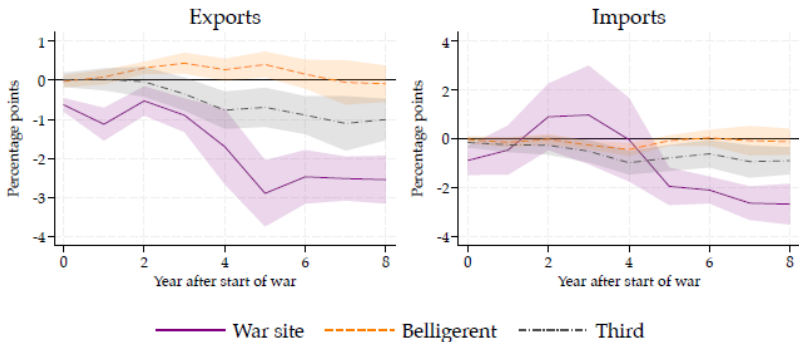 Exports
Imports
Percentage points
1
0
-1
-2
-3
-4
0
2
4
6
8
Year after start of war
Percentage points
4
2
0
-2
-4
0
2
4
6
8
Year after start of war
War site
Belligerent
Third